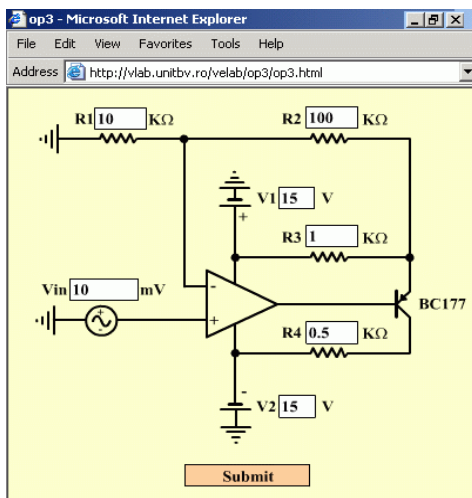 op3 - Microsoft Internet Explorer
File Edit View Favorites Tools Help
Address http://vlab.unitbv.ro/velab/op3/op3.html
R1 10 KΩ R2 100 KΩ
V1 15 V
+
R3 1 KΩ
Vin 10 mV
-
BC177
+
-
+
R4 0.5 KΩ
-
V2 15 V
Submit